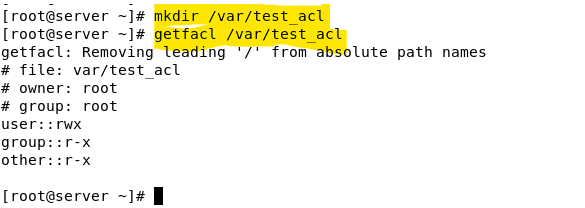 [root@server ~]# mkdir /var/test_acl
[root@server ~]# getfacl /var/test_acl
getfacl: Removing leading '/' from absolute path names
# file: var/test_acl
# owner: root
# group: root
user::rwx
group::r-x
other::r-x
[root@server ~]#